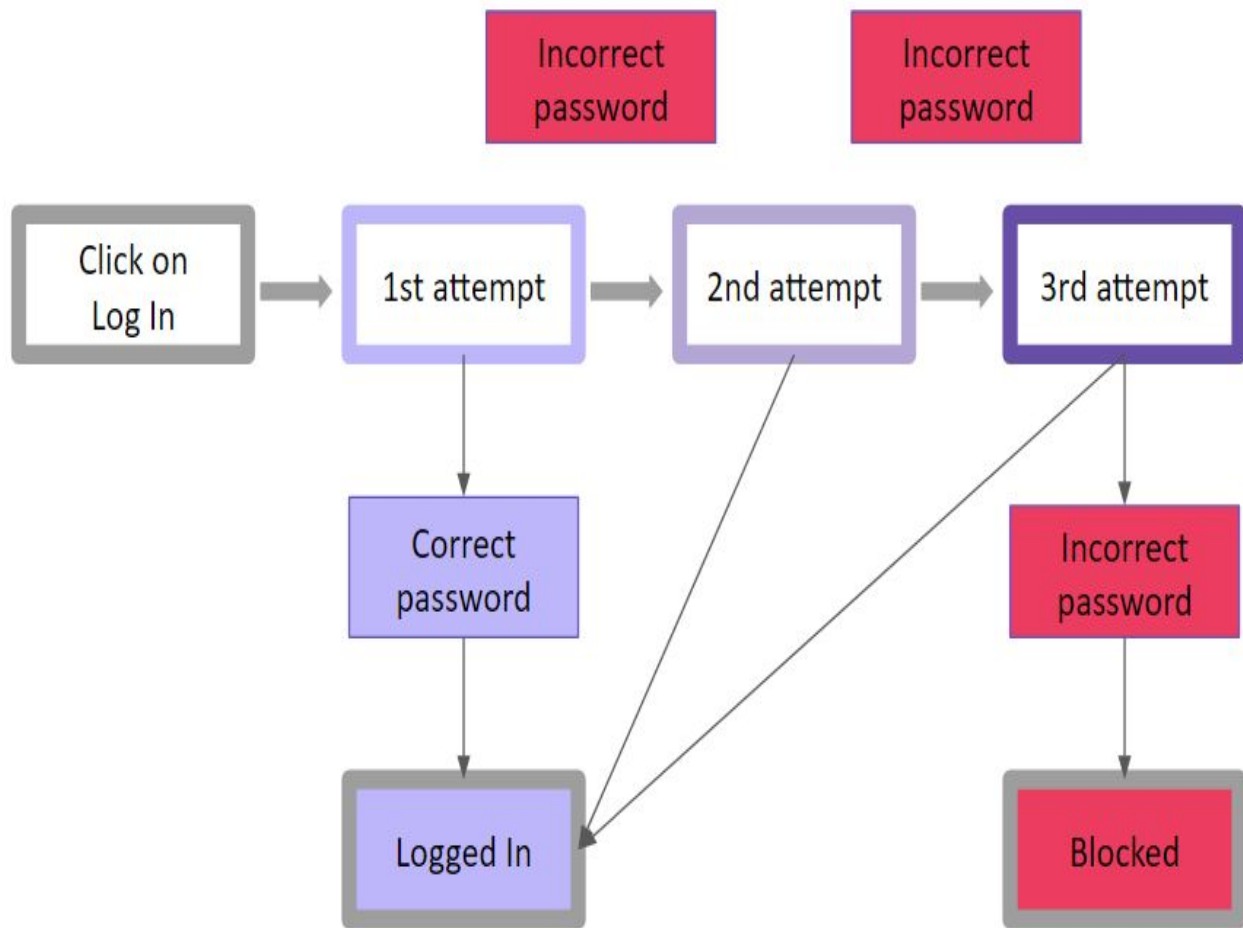 Incorrect
password
Incorrect
password
Click on
Log In
1st attempt
2nd attempt
3rd attempt
Correct
password
Incorrect
password
Logged In
Blocked